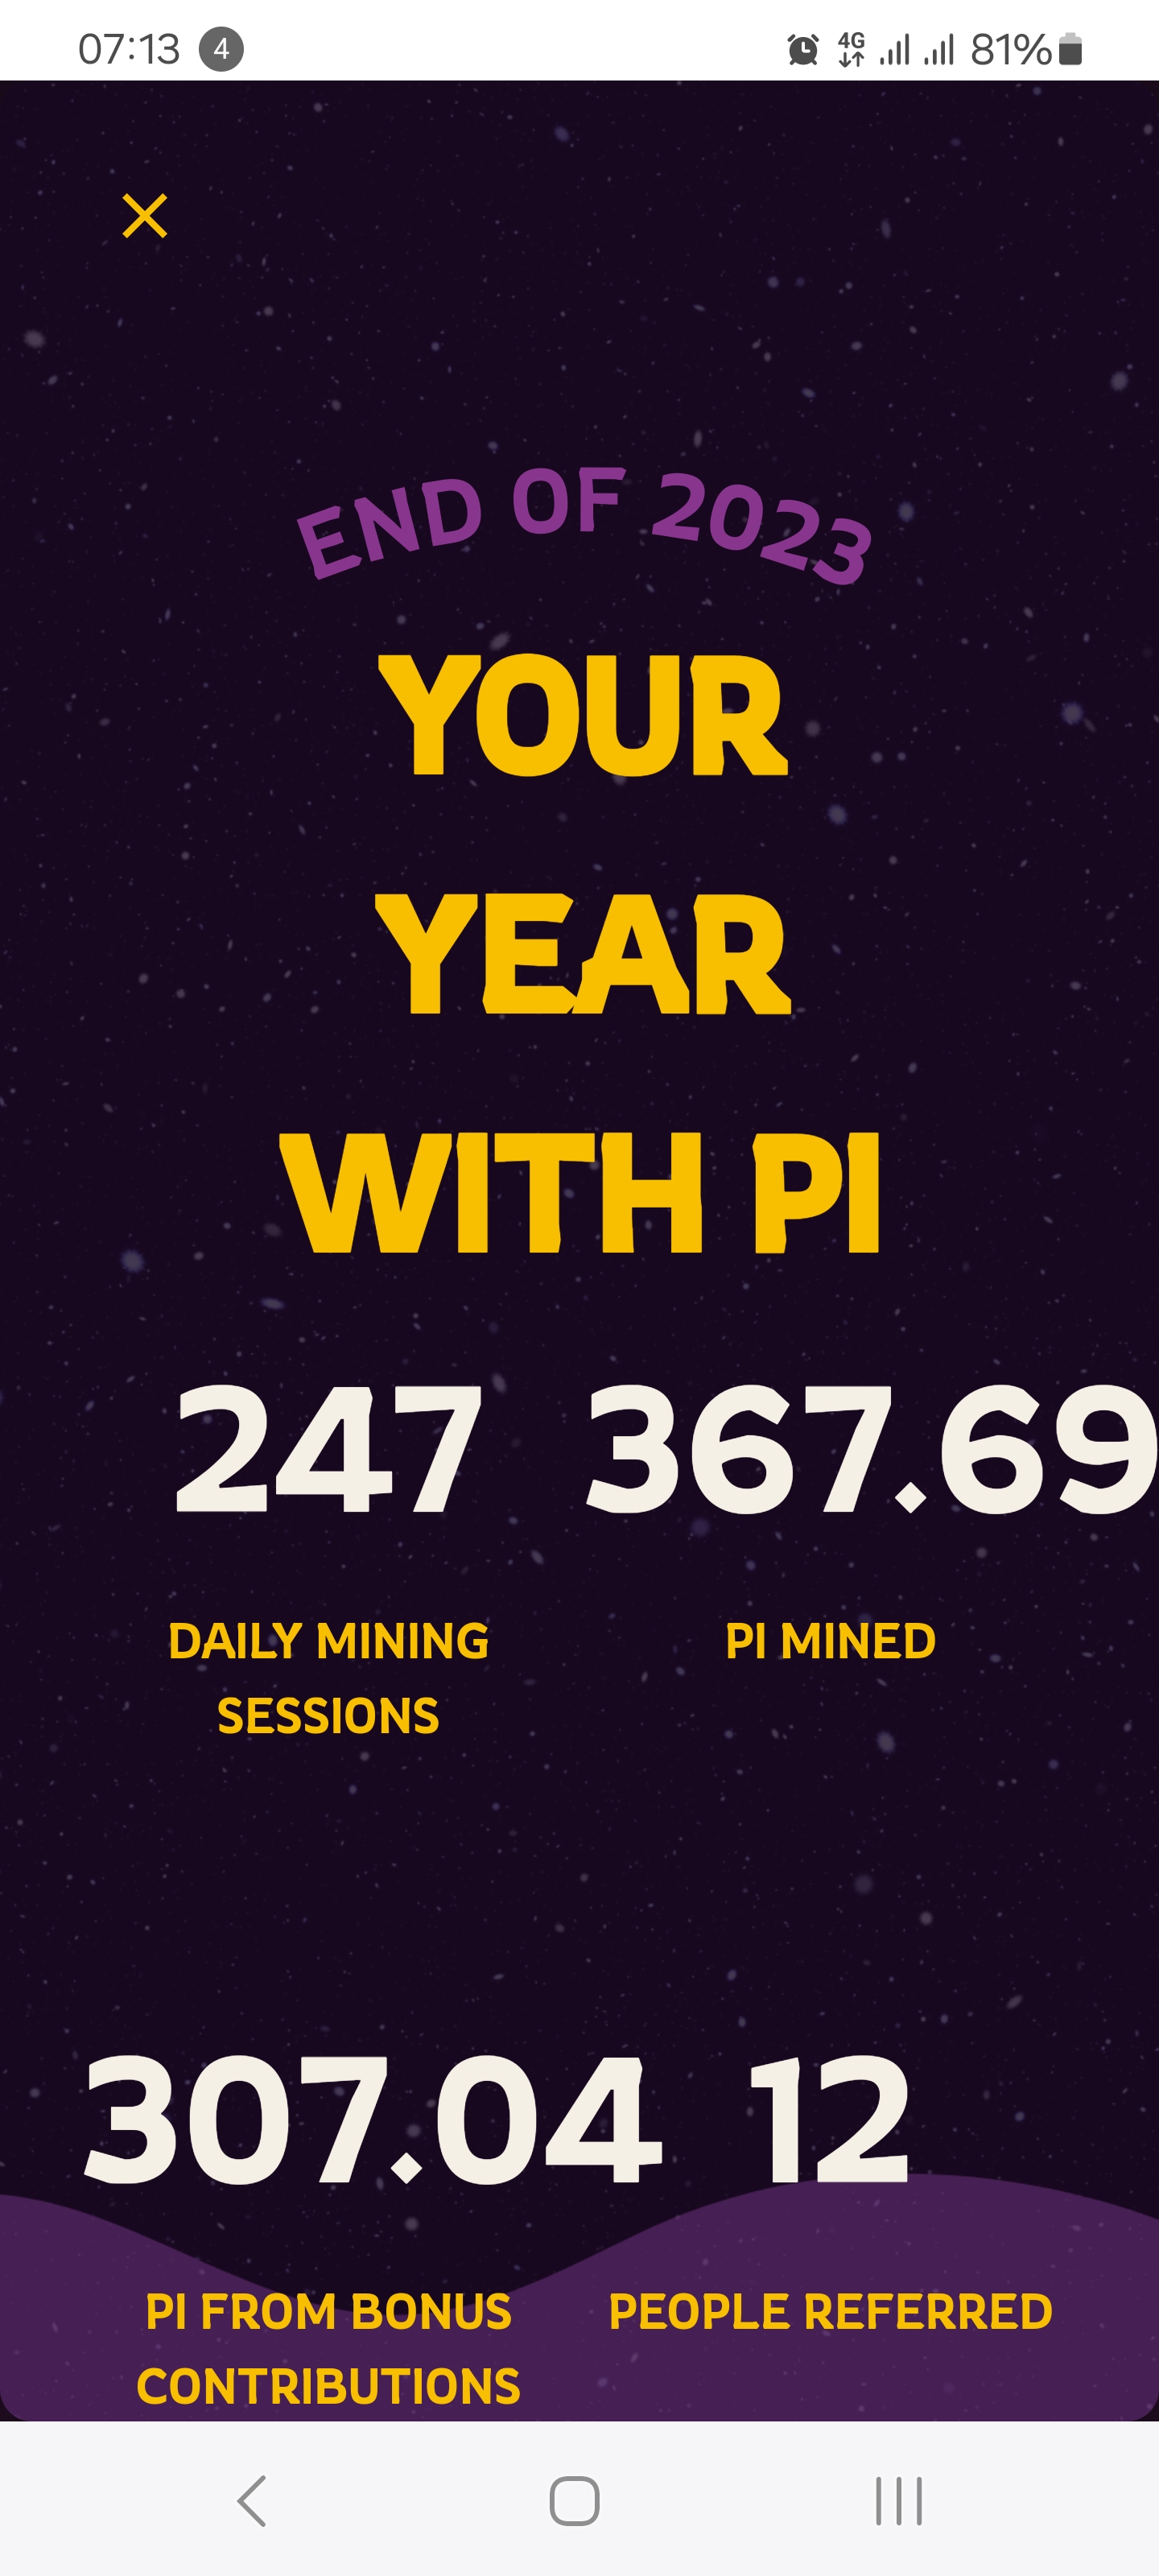 07:13 4 4G 81%
END OF 2023
YOUR
YEAR
WITH PI
247 367.69
DAILY MINING PI MINED
SESSIONS
307.04 12
PI FROM BONUS PEOPLE REFERRED
CONTRIBUTIONS